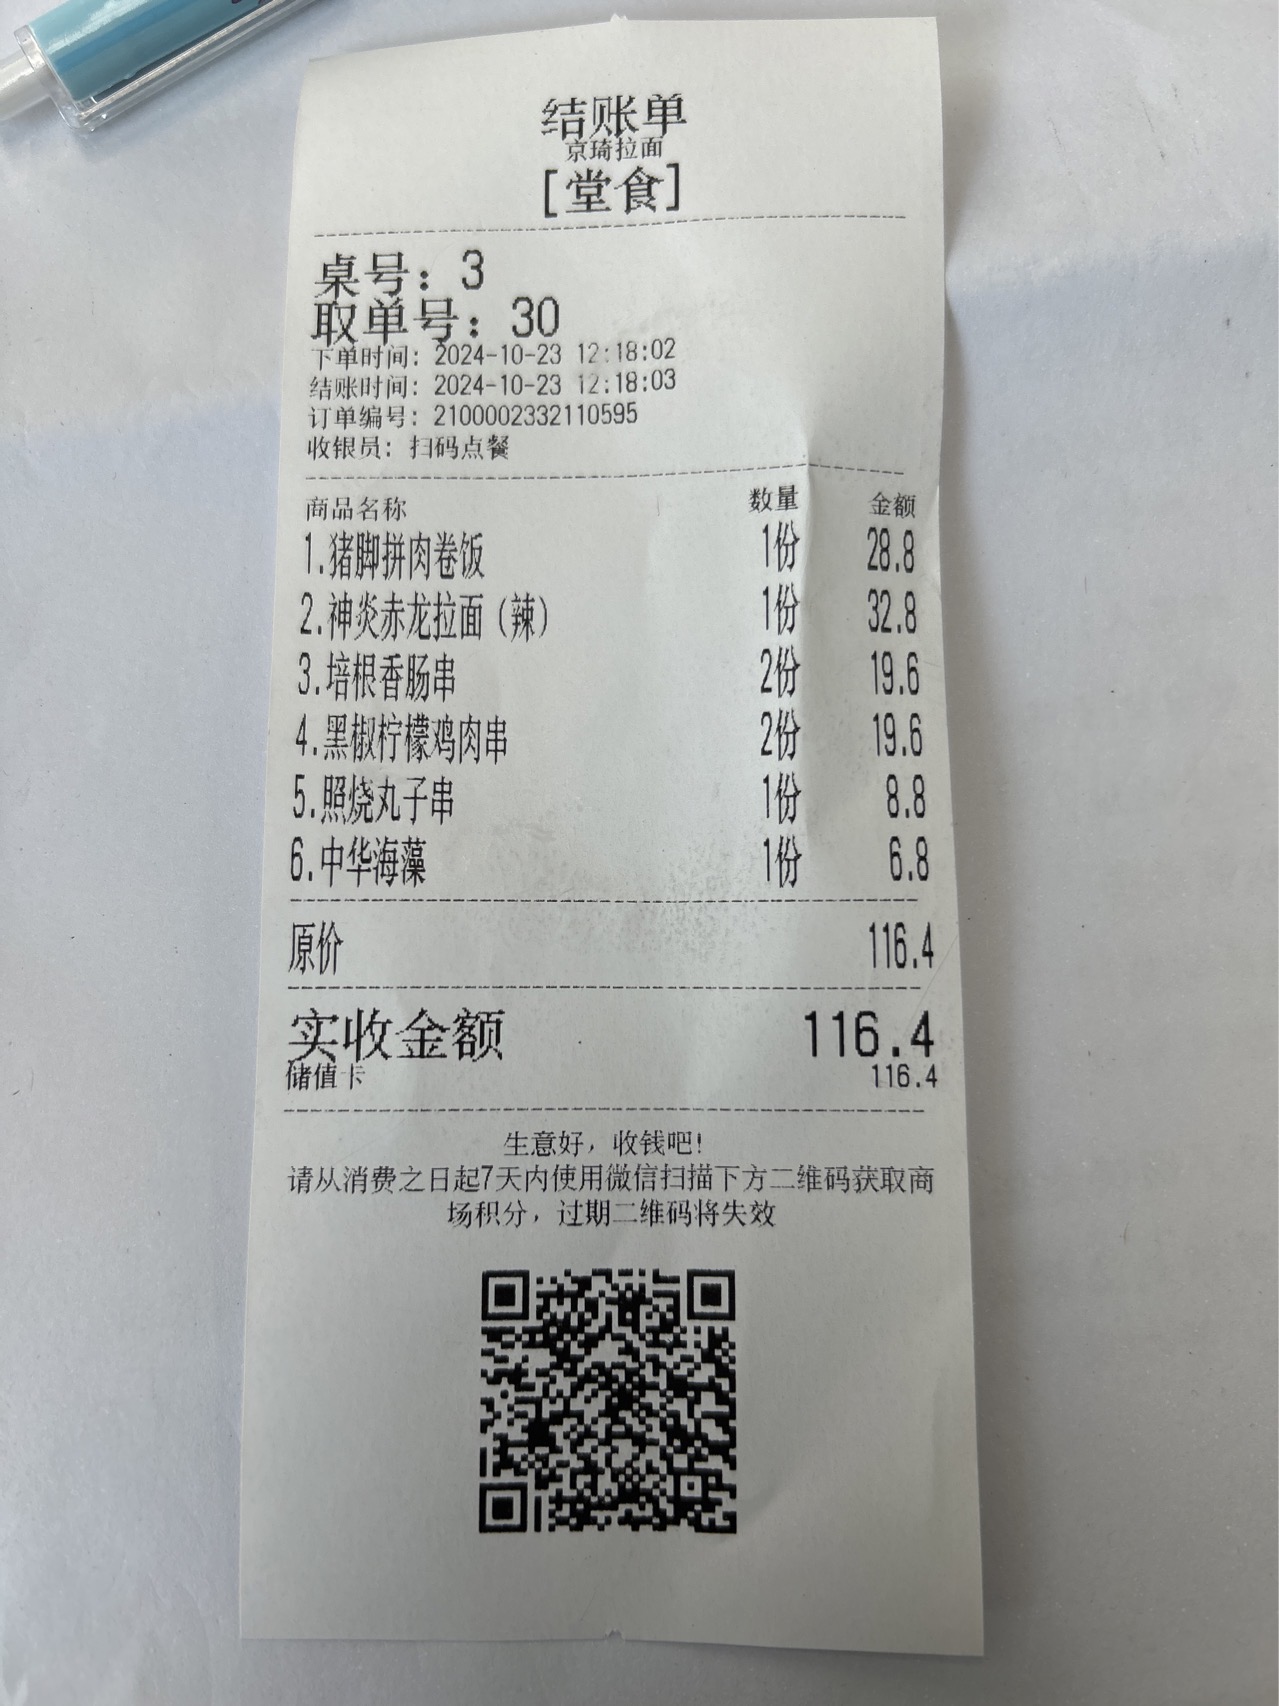 结账单
京琦拉面
[堂食]
桌号：3
取单号：30
下单时间：2024-10-23 12:18:02
结账时间：2024-10-23 12:18:03
订单编号：2100002332110595
收银员：扫码点餐
商品名称 数量 金额
1.猪脚拼肉卷饭 1份 28.8
2.神炎赤龙拉面（辣） 1份 32.8
3.培根香肠串 2份 19.6
4.黑椒柠檬鸡肉串 2份 19.6
5.照烧丸子串 1份 8.8
6.中华海藻 1份 6.8
原价 116.4
实收金额 116.4
储值卡 116.4
生意好，收钱吧！
请从消费之日起7天内使用微信扫描下方二维码获取商
场积分，过期二维码将失效